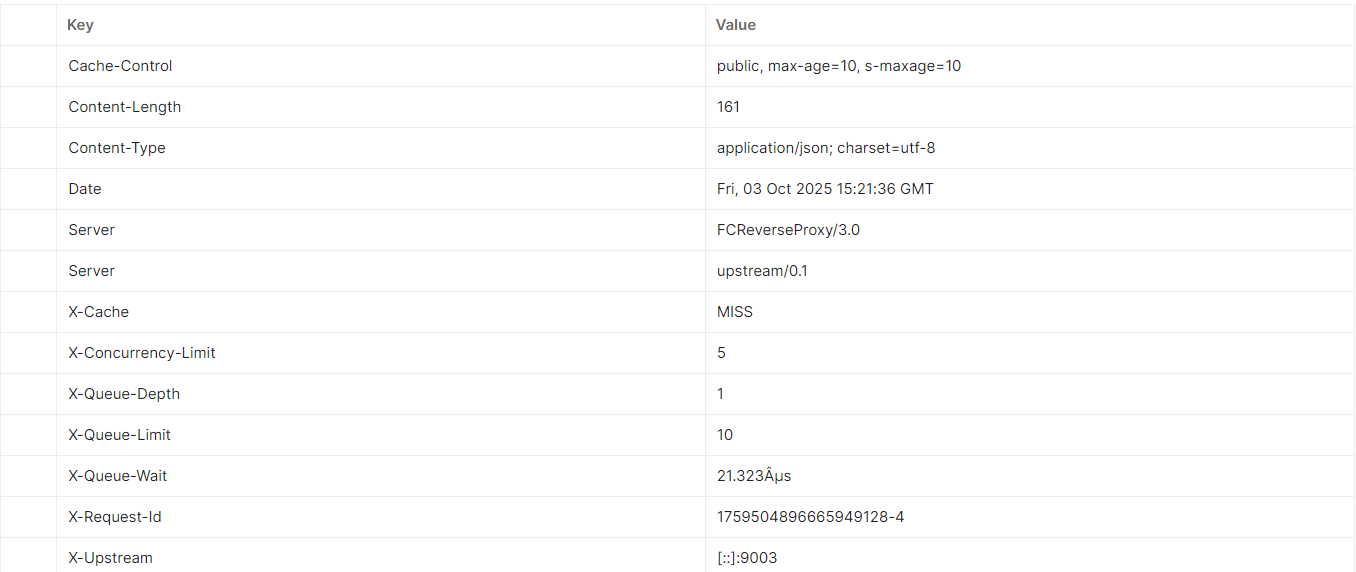 Key Value
Cache-Control public, max-age=10, s-maxage=10
Content-Length 161
Content-Type application/json; charset=utf-8
Date Fri, 03 Oct 2025 15:21:36 GMT
Server FCReverseProxy/3.0
Server upstream/0.1
X-Cache MISS
X-Concurrency-Limit 5
X-Queue-Depth 1
X-Queue-Limit 10
X-Queue-Wait 21.323Âµs
X-Request-Id 1759504896665949128-4
X-Upstream [::]:9003